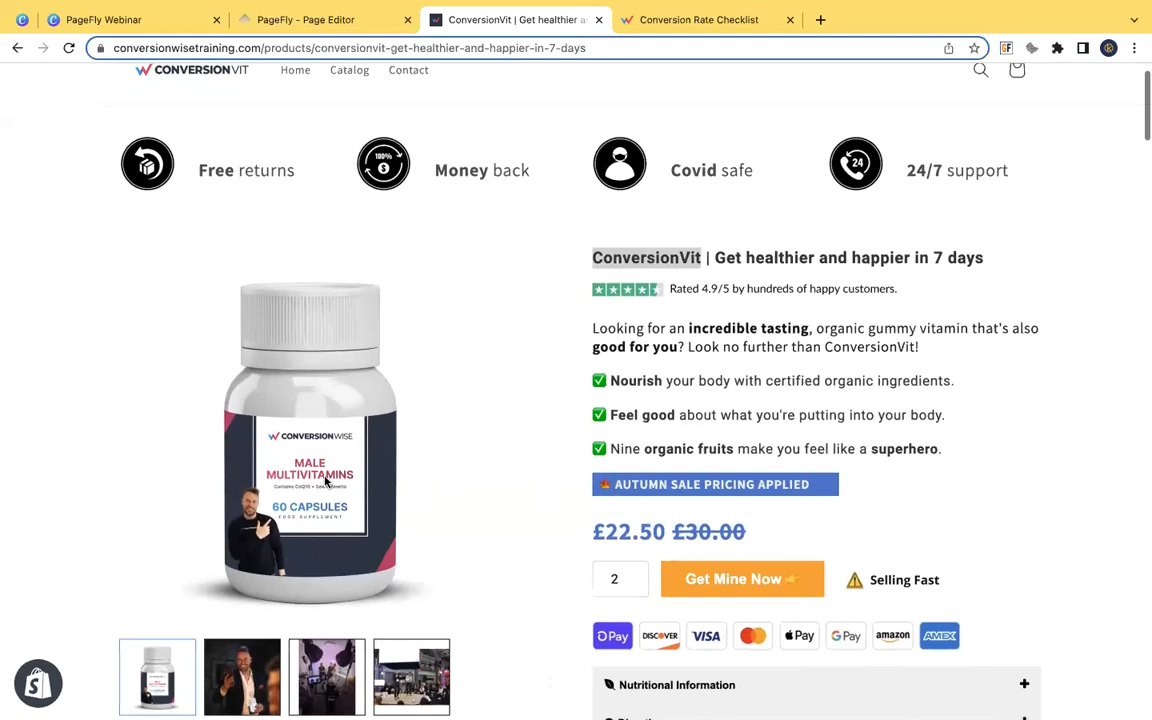 PageFly Webinar
PageFly - Page Editor
ConversionVit | Get healthier a
Conversion Rate Checklist
conversionwisetraining.com/products/conversionvit-get-healthier-and-happier-in-7-days
GF
CONVERSIONVIT
Home
Catalog
Contact
Free returns
100%
$
Money back
Covid safe
24
24/7 support
ConversionVit | Get healthier and happier in 7 days
Rated 4.9/5 by hundreds of happy customers.
Looking for an incredible tasting, organic gummy vitamin that's also
good for you? Look no further than ConversionVit!
✅ Nourish your body with certified organic ingredients.
✅ Feel good about what you're putting into your body.
✅ Nine organic fruits make you feel like a superhero.
🍁 AUTUMN SALE PRICING APPLIED
£22.50 £30.00
2
Get Mine Now 👉
⚠️ Selling Fast
Pay
DISCOVER
VISA
Pay
G Pay
amazon
AMEX
Nutritional Information
+
CONVERSIONWISE
MALE
MULTIVITAMINS
60 CAPSULES
FOOD SUPPLEMENT